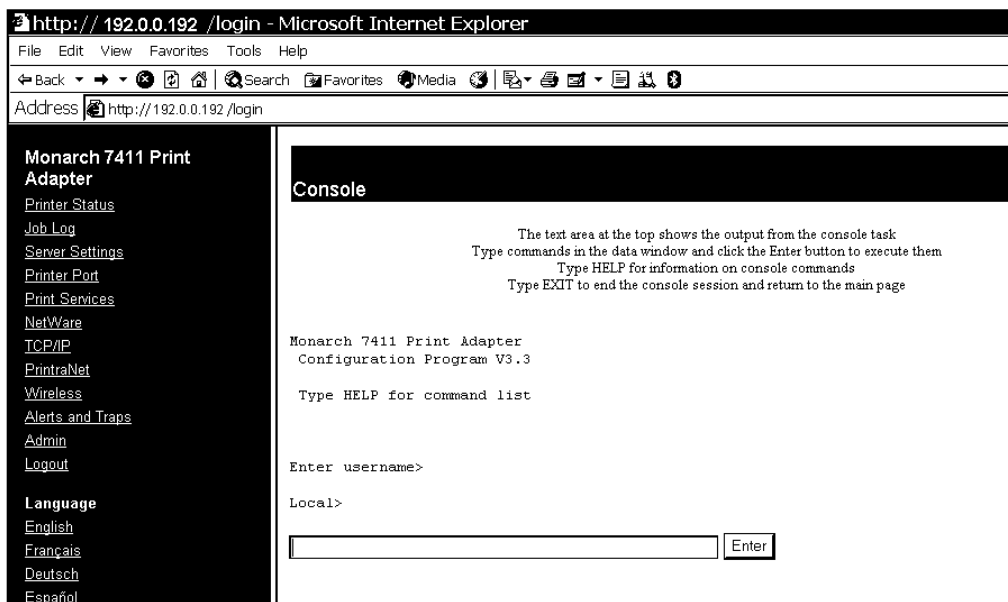 http:// 192.0.0.192 /login - Microsoft Internet Explorer
File Edit View Favorites Tools Help
Back Search Favorites Media
Address http://192.0.0.192 /login
Monarch 7411 Print
Adapter
Printer Status
Job Log
Server Settings
Printer Port
Print Services
NetWare
TCP/IP
PrintraNet
Wireless
Alerts and Traps
Admin
Logout
Language
English
Français
Deutsch
Español
Console
The text area at the top shows the output from the console task
Type commands in the data window and click the Enter button to execute them
Type HELP for information on console commands
Type EXIT to end the console session and return to the main page
Monarch 7411 Print Adapter
Configuration Program V3.3
Type HELP for command list
Enter username>
Local>
Enter